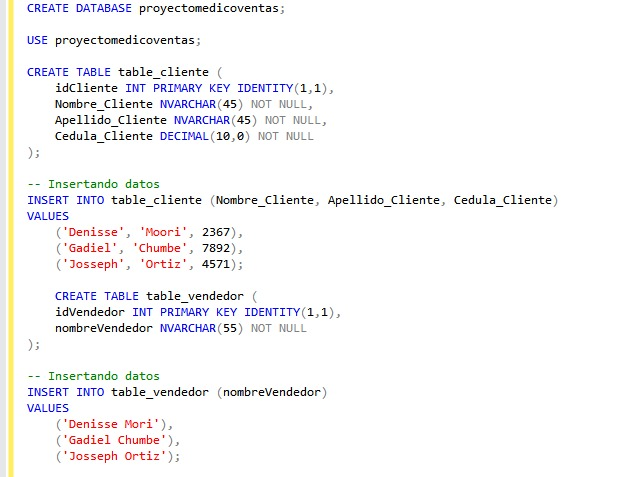 CREATE DATABASE proyectomedicoventas;
USE proyectomedicoventas;
CREATE TABLE table_cliente (
idCliente INT PRIMARY KEY IDENTITY(1,1),
Nombre_Cliente NVARCHAR(45) NOT NULL,
Apellido_Cliente NVARCHAR(45) NOT NULL,
Cedula_Cliente DECIMAL(10,0) NOT NULL
);
-- Insertando datos
INSERT INTO table_cliente (Nombre_Cliente, Apellido_Cliente, Cedula_Cliente)
VALUES
('Denisse', 'Moori', 2367),
('Gadiel', 'Chumbe', 7892),
('Josseph', 'Ortiz', 4571);
CREATE TABLE table_vendedor (
idVendedor INT PRIMARY KEY IDENTITY(1,1),
nombreVendedor NVARCHAR(55) NOT NULL
);
-- Insertando datos
INSERT INTO table_vendedor (nombreVendedor)
VALUES
('Denisse Mori'),
('Gadiel Chumbe'),
('Josseph Ortiz');